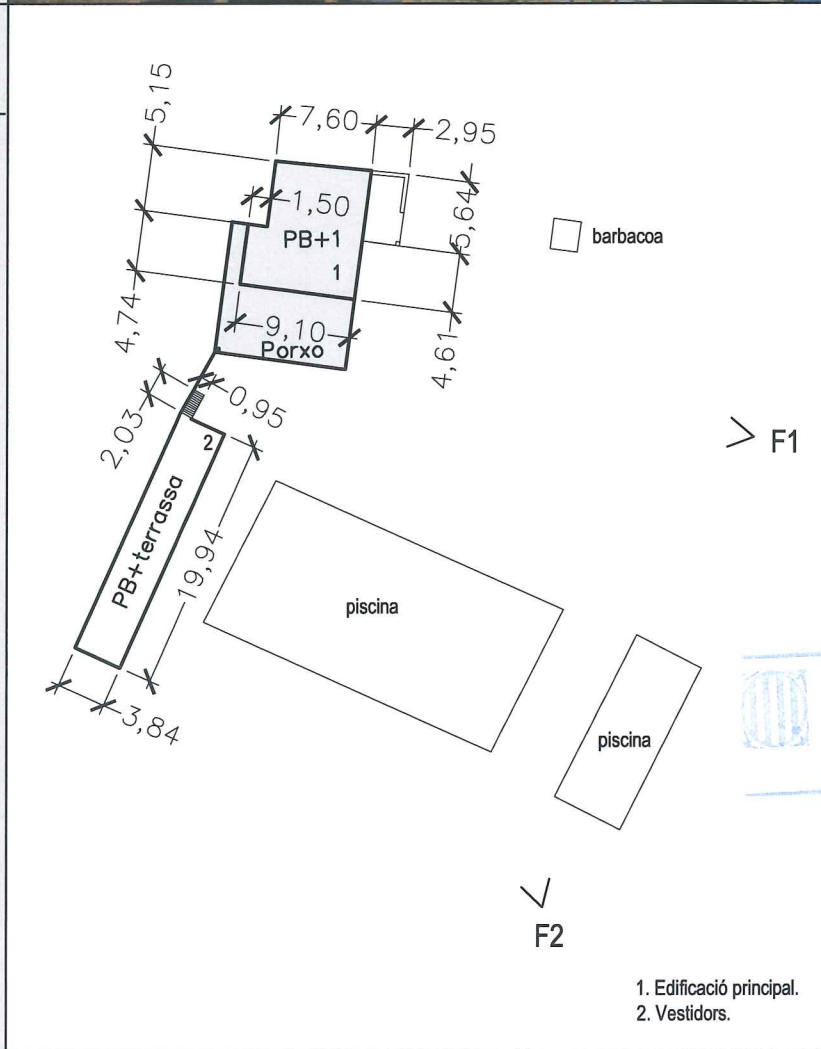 5,15
7,60
2,95
1,50
5,64
PB+1
1
barbacoa
4,74
9,10
Porxo
4,61
0,95
2,03
2
F1
PB+terrassa
19,94
piscina
3,84
piscina
F2
1. Edificació principal.
2. Vestidors.